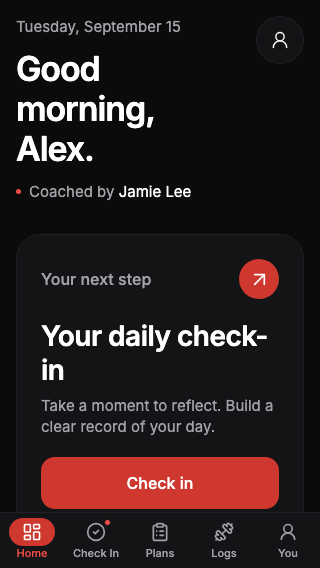 Tuesday, September 15
Good
morning,
Alex.
Coached by Jamie Lee
Your next step
Your daily check-
in
Take a moment to reflect. Build a
clear record of your day.
Check in
Home
Check In
Plans
Logs
You